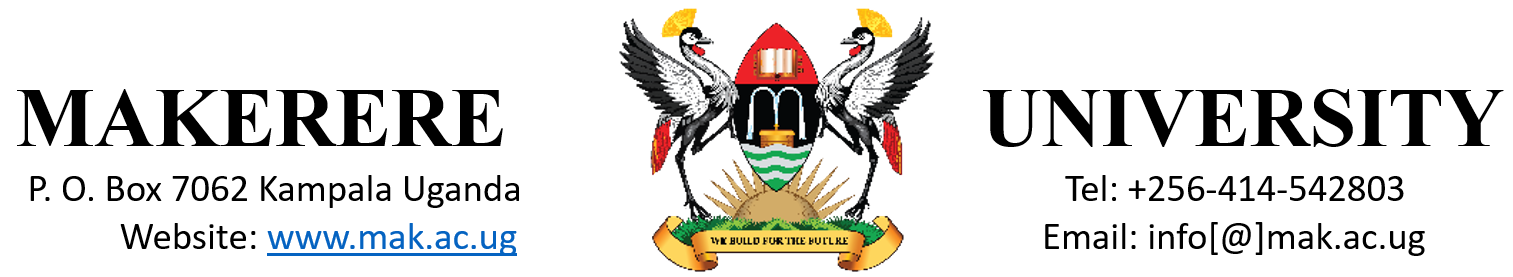 MAKERERE UNIVERSITY
P. O. Box 7062 Kampala Uganda
Website: www.mak.ac.ug
WE BUILD FOR THE FUTURE
Tel: +256-414-542803
Email: info[@]mak.ac.ug